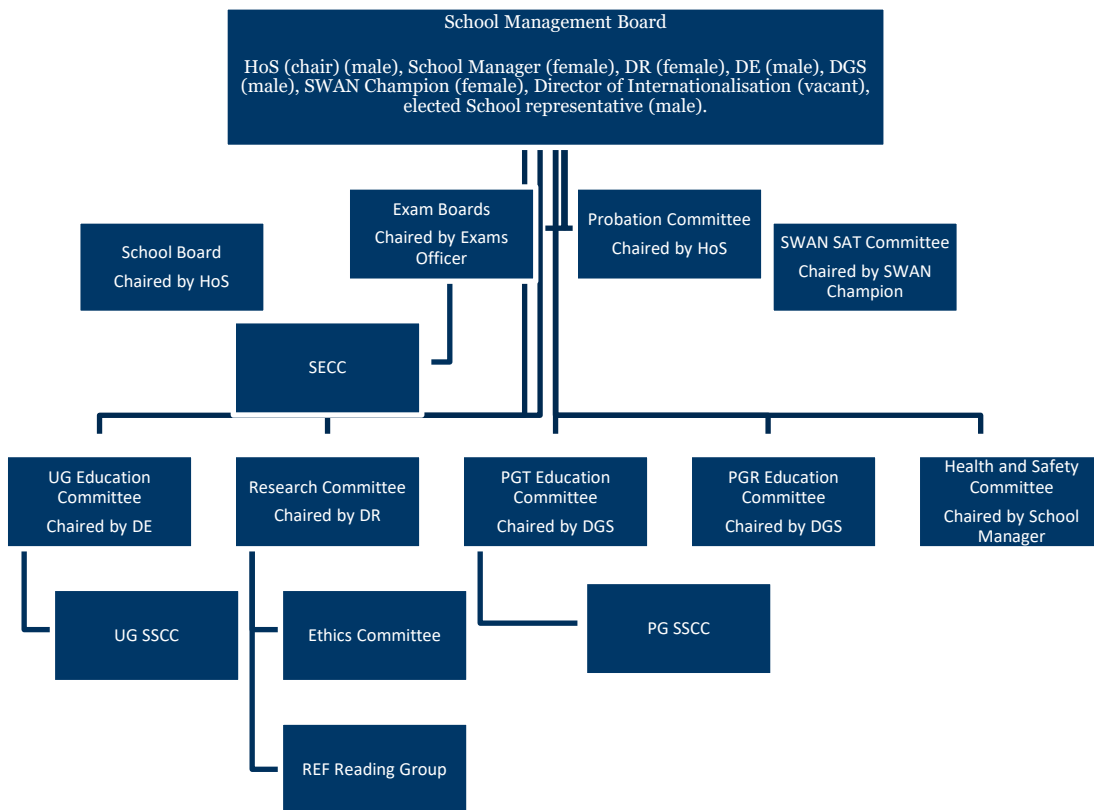 School Management Board
HoS (chair) (male), School Manager (female), DR (female), DE (male), DGS
(male), SWAN Champion (female), Director of Internationalisation (vacant),
elected School representative (male).
Exam Boards
Chaired by Exams
Officer
Probation Committee
Chaired by HoS
School Board
Chaired by HoS
SWAN SAT Committee
Chaired by SWAN
Champion
SECC
UG Education
Committee
Chaired by DE
Research Committee
Chaired by DR
PGT Education
Committee
Chaired by DGS
PGR Education
Committee
Chaired by DGS
Health and Safety
Committee
Chaired by School
Manager
UG SSCC
Ethics Committee
PG SSCC
REF Reading Group